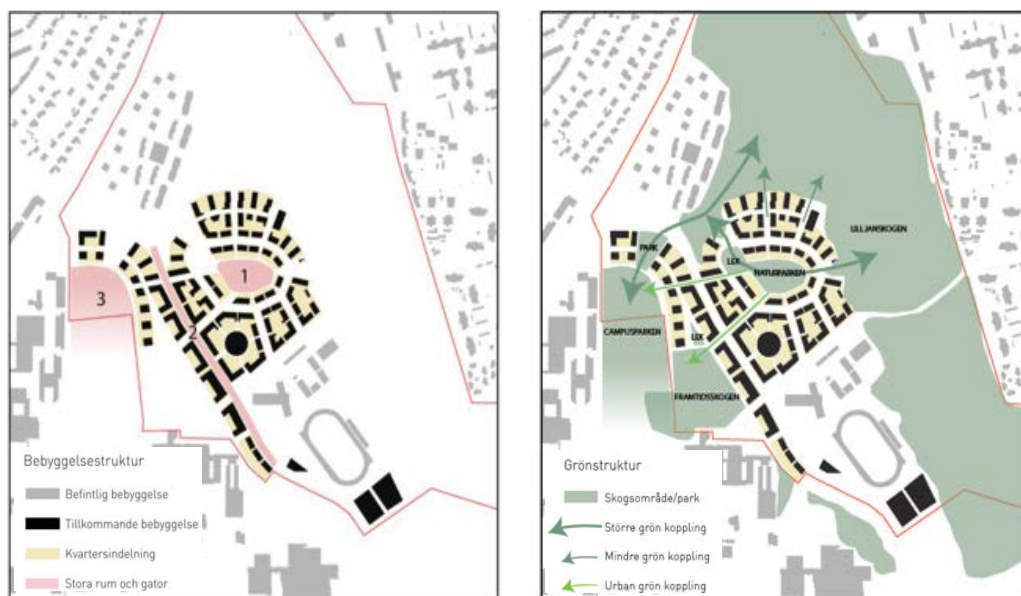 1
2
3
Bebyggelsestruktur
Befintlig bebyggelse
Tillkommande bebyggelse
Kvartersindelning
Stora rum och gator
LILLJANSKOGEN
PARK
LEK
NATURPARKEN
CAMPUSPARKEN
LEK
FRAMTIDSSKOGEN
Grönstruktur
Skogsområde/park
Större grön koppling
Mindre grön koppling
Urban grön koppling